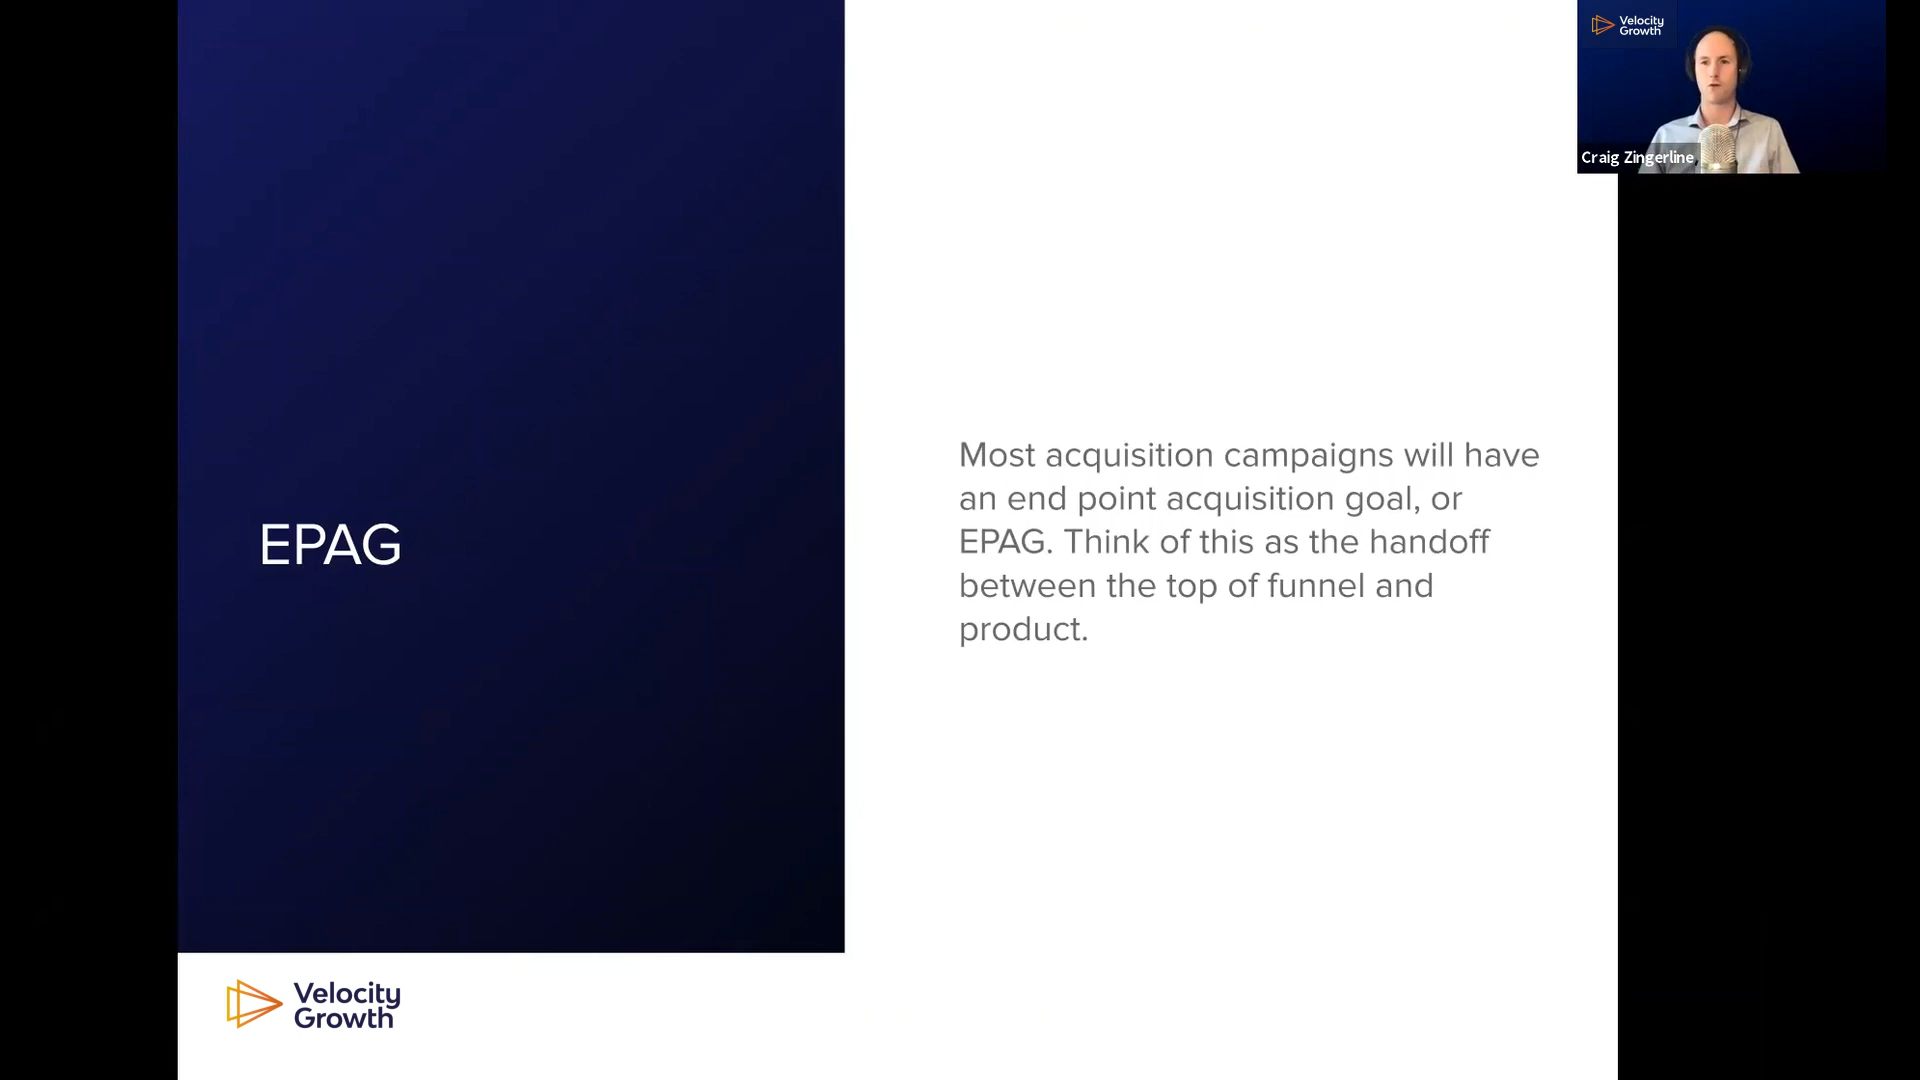 Velocity
Growth
Craig Zingerline
EPAG
Most acquisition campaigns will have
an end point acquisition goal, or
EPAG. Think of this as the handoff
between the top of funnel and
product.
Velocity
Growth